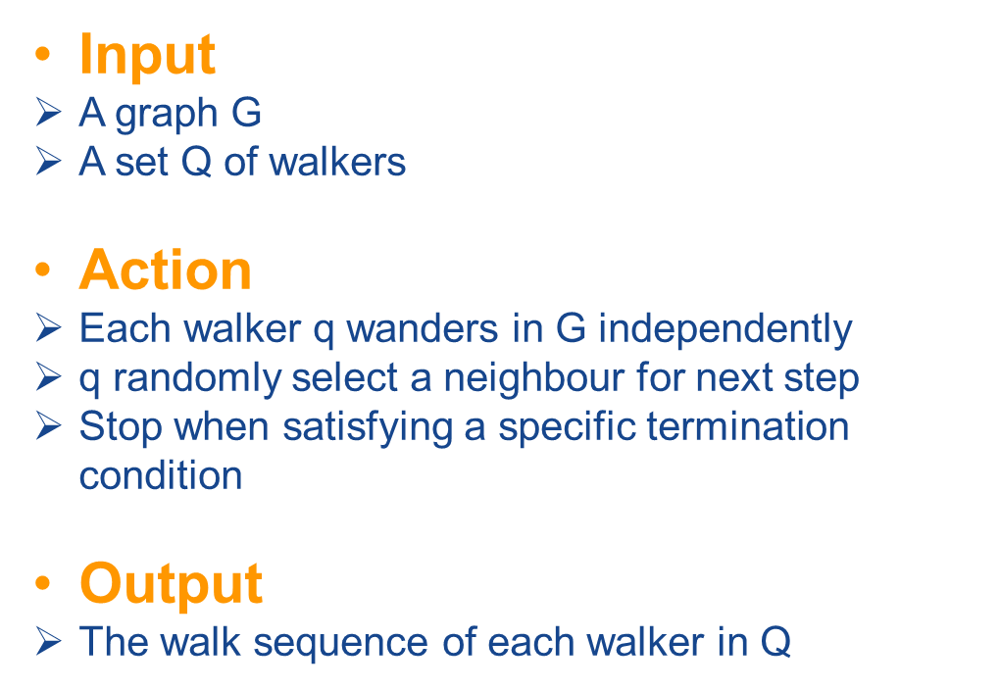 • Input
➢ A graph G
➢ A set Q of walkers
• Action
➢ Each walker q wanders in G independently
➢ q randomly select a neighbour for next step
➢ Stop when satisfying a specific termination
condition
• Output
➢ The walk sequence of each walker in Q